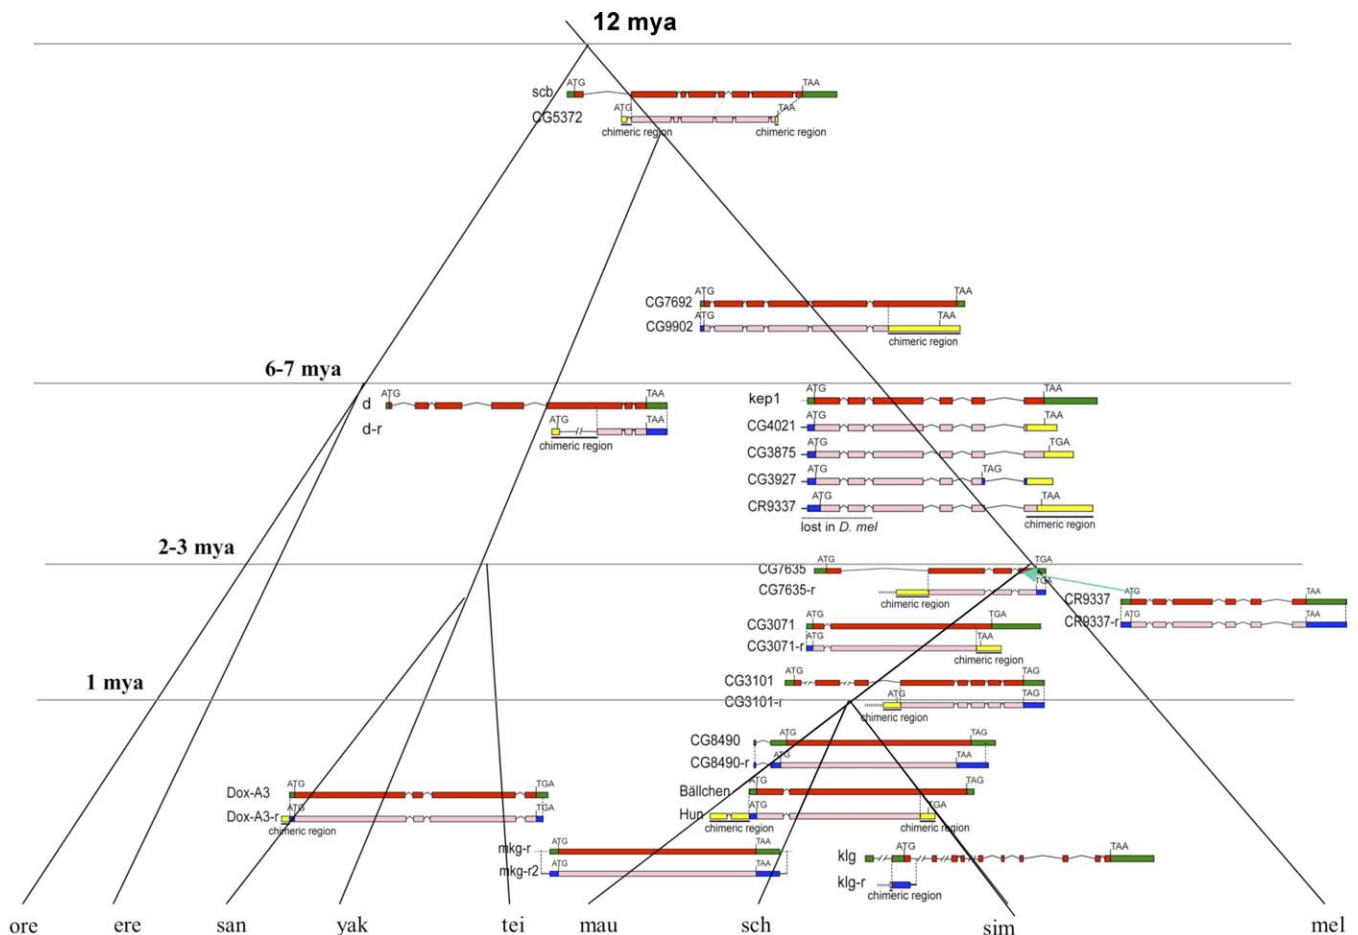 12 mya
ATG TAA
scb
ATG TAA
CG5372
chimeric region chimeric region
ATG TAA
CG7692
ATG TAA
CG9902
chimeric region
6-7 mya
ATG TAA
d
ATG TAA
d-r
chimeric region
ATG TAA
kep1
ATG TAA
CG4021
ATG TGA
CG3875
ATG TAG
CG3927
ATG TAA
CR9337
lost in D. mel chimeric region
2-3 mya
ATG TGA
CG7635
TGA
CG7635-r
chimeric region
ATG TAA
CR9337
ATG TAA
CR9337-r
ATG TGA
CG3071
ATG TAA
CG3071-r
chimeric region
1 mya
ATG TAG
CG3101
ATG TAG
CG3101-r
chimeric region
ATG TAG
CG8490
ATG TAA
CG8490-r
ATG TAG
Bällchen
ATG TGA
Hun
chimeric region chimeric region
ATG TGA
Dox-A3
ATG TGA
Dox-A3-r
chimeric region
ATG TAA
mkg-r
ATG TAA
mkg-r2
ATG TAA
klg
klg-r
chimeric region
ore ere san yak tei mau sch sim mel